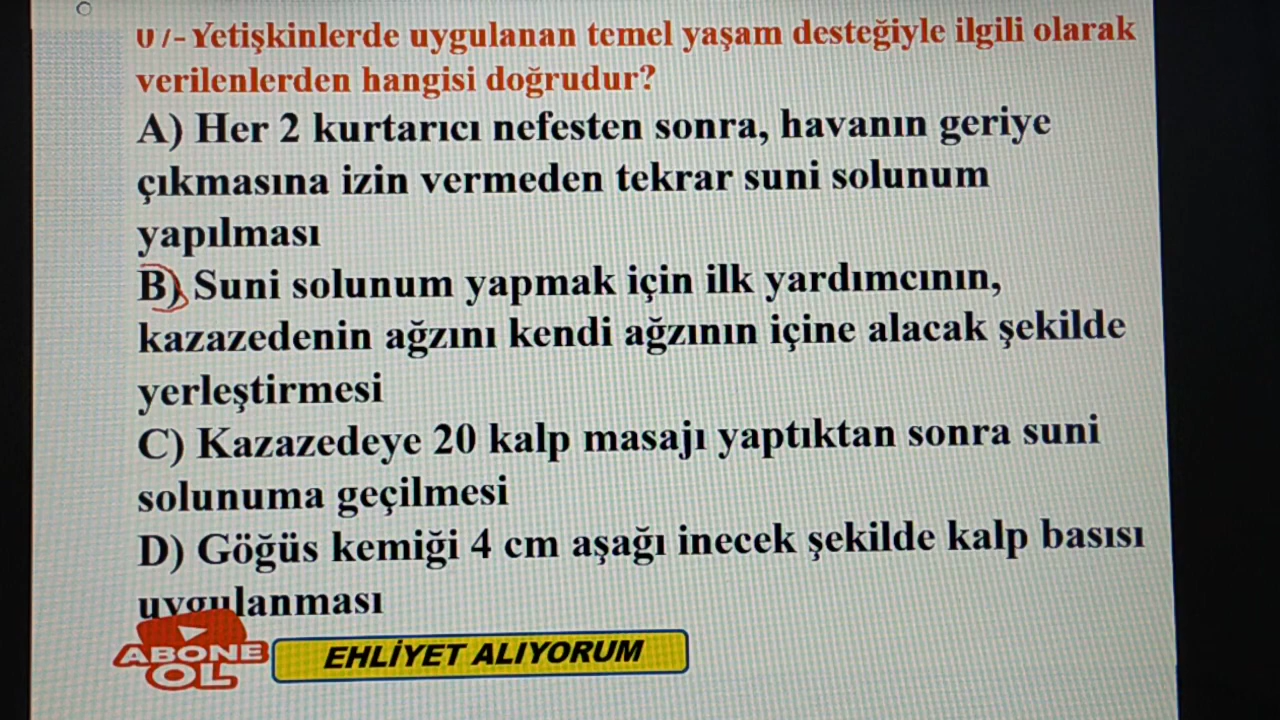 07- Yetişkinlerde uygulanan temel yaşam desteğiyle ilgili olarak
verilenlerden hangisi doğrudur?
A) Her 2 kurtarıcı nefesten sonra, havanın geriye
çıkmasına izin vermeden tekrar suni solunum
yapılması
B) Suni solunum yapmak için ilk yardımcının,
kazazedenin ağzını kendi ağzının içine alacak şekilde
yerleştirmesi
C) Kazazedeye 20 kalp masajı yaptıktan sonra suni
solunuma geçilmesi
D) Göğüs kemiği 4 cm aşağı inecek şekilde kalp basısı
uygulanması
ABONE
OL
EHLİYET ALIYORUM